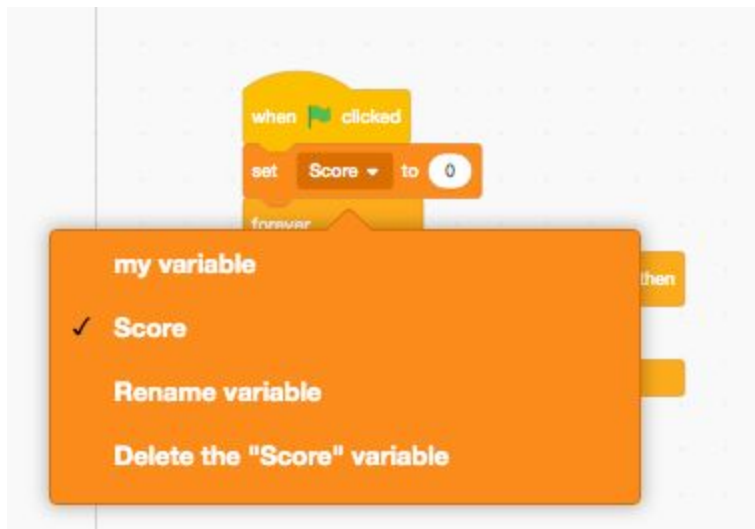 when clicked
set Score to 0
forever
my variable
then
✓ Score
Rename variable
Delete the "Score" variable